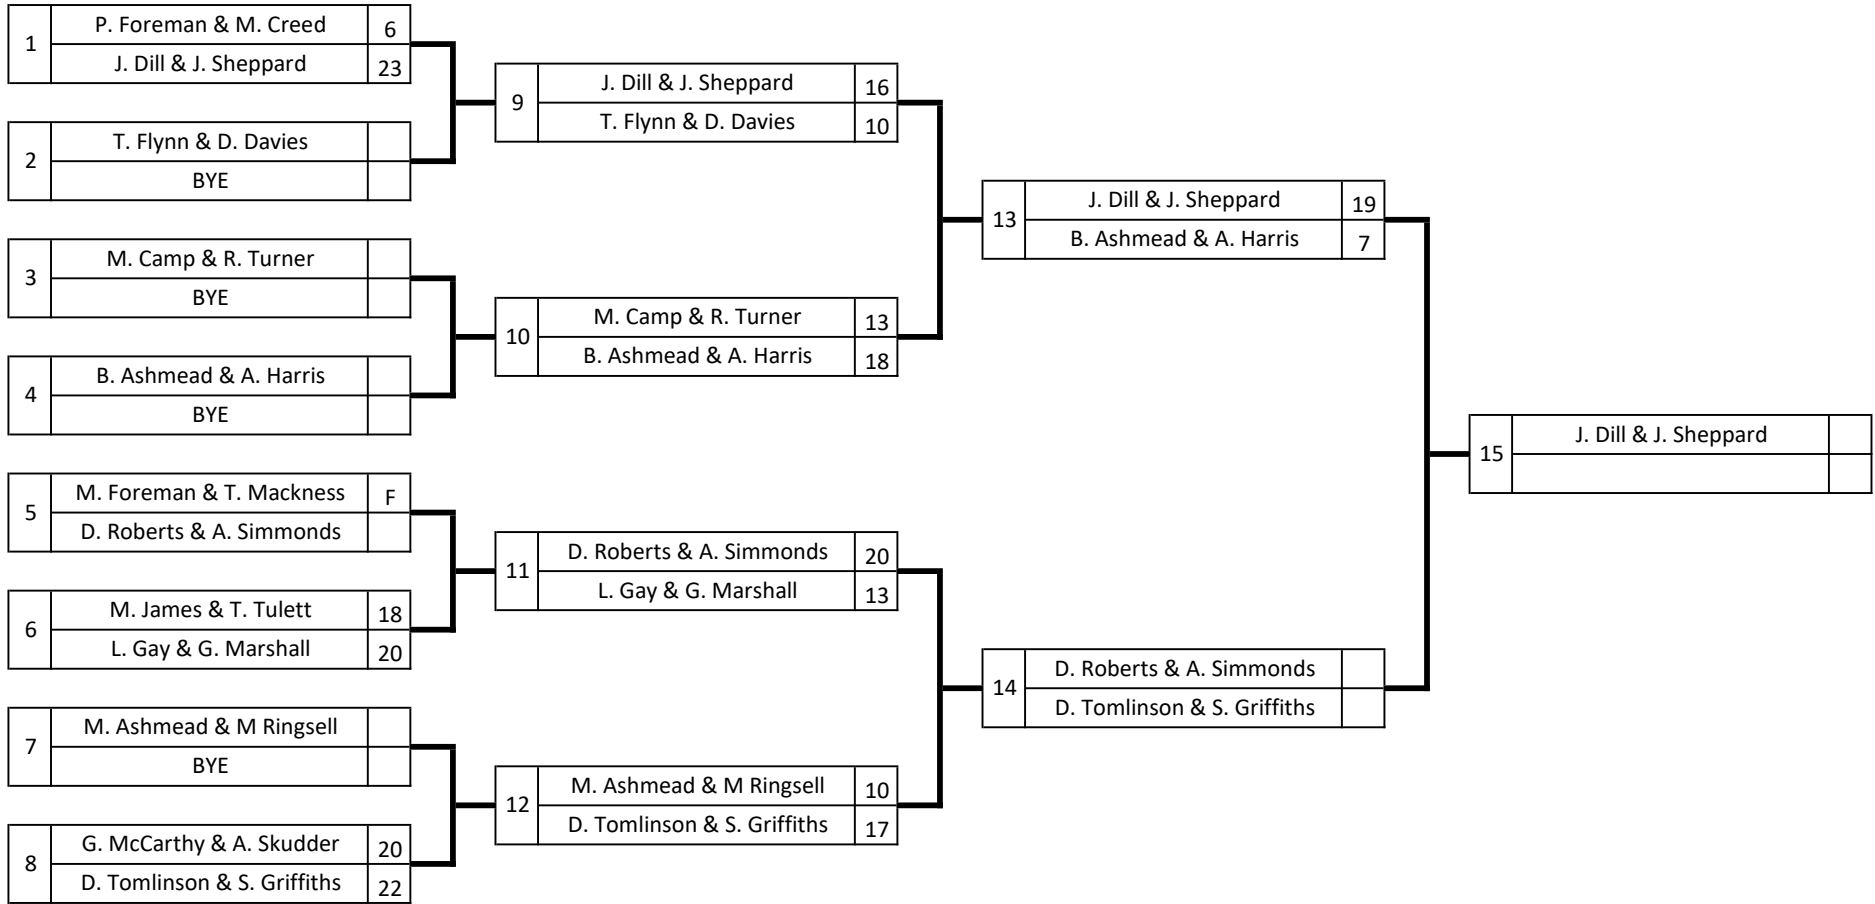 1
P. Foreman & M. Creed 6
J. Dill & J. Sheppard 23
2
T. Flynn & D. Davies
BYE
3
M. Camp & R. Turner
BYE
4
B. Ashmead & A. Harris
BYE
5
M. Foreman & T. Mackness F
D. Roberts & A. Simmonds
6
M. James & T. Tulett 18
L. Gay & G. Marshall 20
7
M. Ashmead & M Ringsell
BYE
8
G. McCarthy & A. Skudder 20
D. Tomlinson & S. Griffiths 22
9
J. Dill & J. Sheppard 16
T. Flynn & D. Davies 10
10
M. Camp & R. Turner 13
B. Ashmead & A. Harris 18
11
D. Roberts & A. Simmonds 20
L. Gay & G. Marshall 13
12
M. Ashmead & M Ringsell 10
D. Tomlinson & S. Griffiths 17
13
J. Dill & J. Sheppard 19
B. Ashmead & A. Harris 7
14
D. Roberts & A. Simmonds
D. Tomlinson & S. Griffiths
15
J. Dill & J. Sheppard